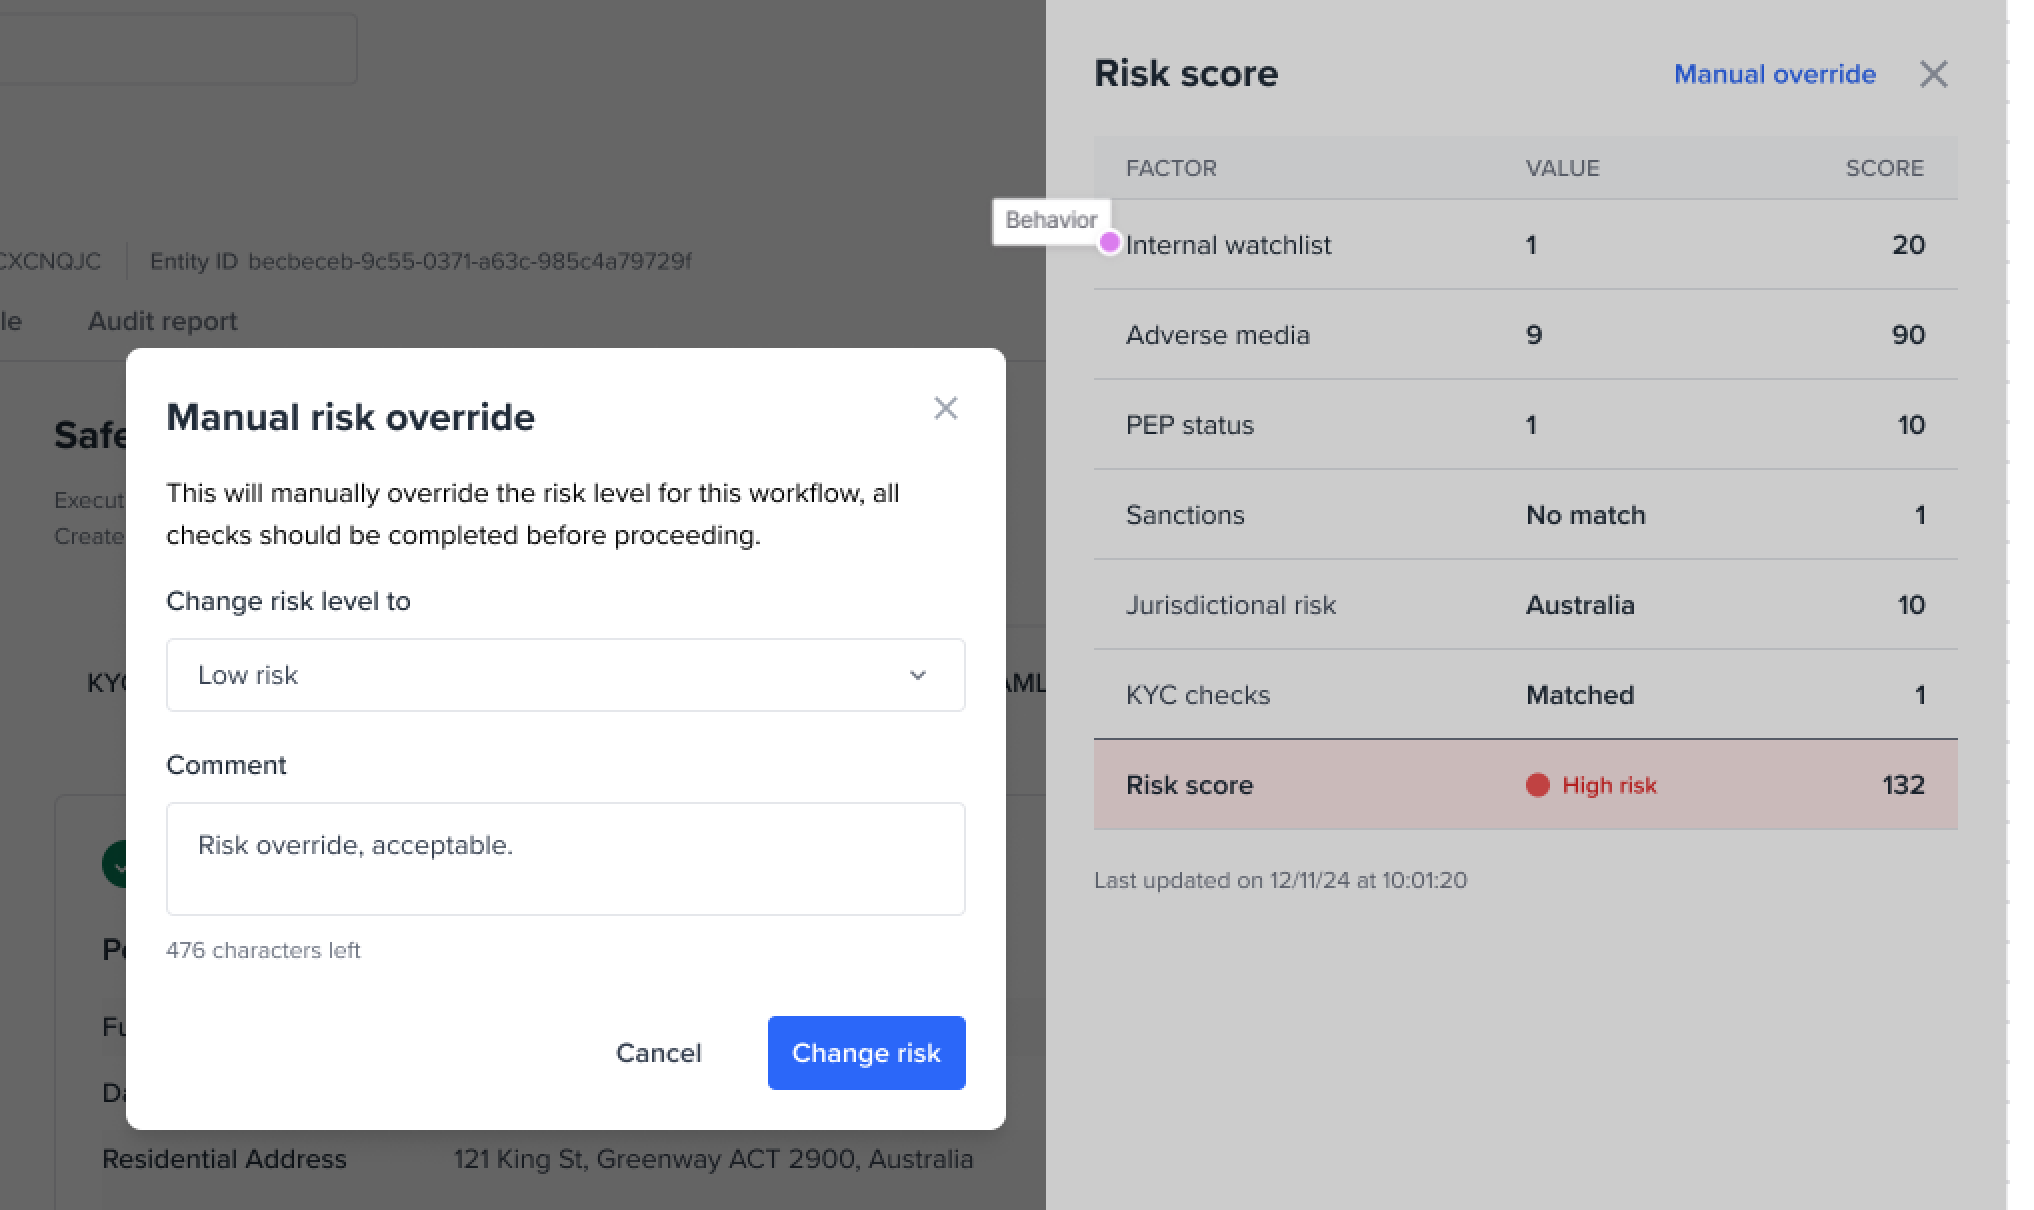 Risk score
Manual override
FACTOR VALUE SCORE
Behavior
Internal watchlist 1 20
Adverse media 9 90
PEP status 1 10
Sanctions No match 1
Jurisdictional risk Australia 10
KYC checks Matched 1
Risk score High risk 132
Last updated on 12/11/24 at 10:01:20
CXCNQJC Entity ID becbeceb-9c55-0371-a63c-985c4a79729f
le Audit report
Safe
Execut
Create
KYC
AML
Manual risk override
This will manually override the risk level for this workflow, all
checks should be completed before proceeding.
Change risk level to
Low risk
Comment
Risk override, acceptable.
476 characters left
Cancel Change risk
Residential Address 121 King St, Greenway ACT 2900, Australia